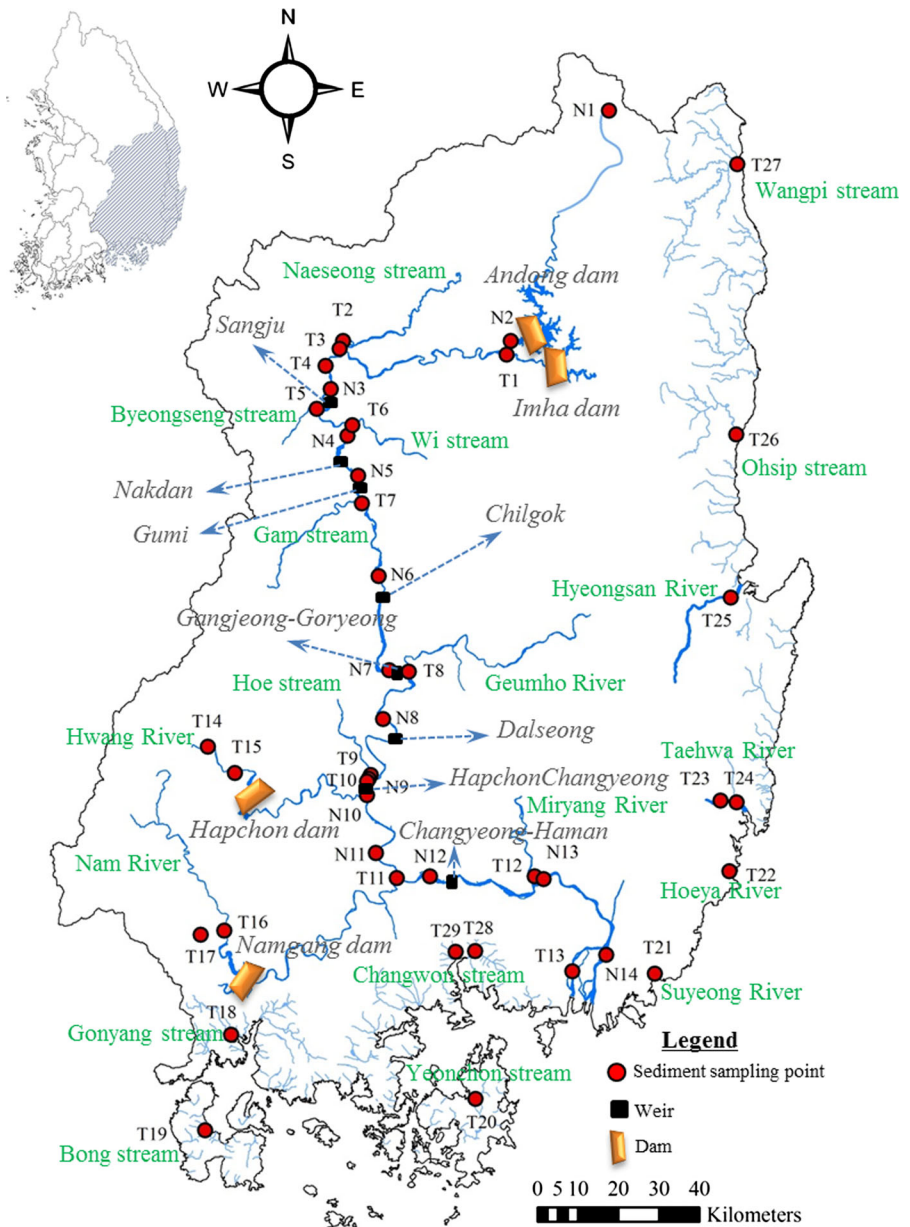 N
W
E
S
N1
T27
Wangpi stream
Naeseong stream
Andong dam
Sangju
T2
T3
N2
T4
T1
N3
T5
Imha dam
T6
Byeongseng stream
N4
Wi stream
T26
Ohsip stream
Nakdan
N5
T7
Gumi
Chilgok
Gam stream
N6
Hyeongsan River
T25
Gangjeong-Goryeong
N7
T8
Hoe stream
Geumho River
N8
T14
Hwang River
Dalseong
T15
Taehwa River
T9
T10
N9
HapchonChangyeong
T23
T24
N10
Miryang River
Hapchon dam
Changyeong-Haman
Nam River
N11
N12
T12
N13
T11
T22
Hoeya River
T16
T17
Namgang dam
T29
T28
T13
N14
T21
Changwon stream
Suyeong River
T18
Gonyang stream
Legend
Sediment sampling point
Yeonchon stream
Weir
T20
T19
Dam
Bong stream
0 5 10 20 30 40
Kilometers